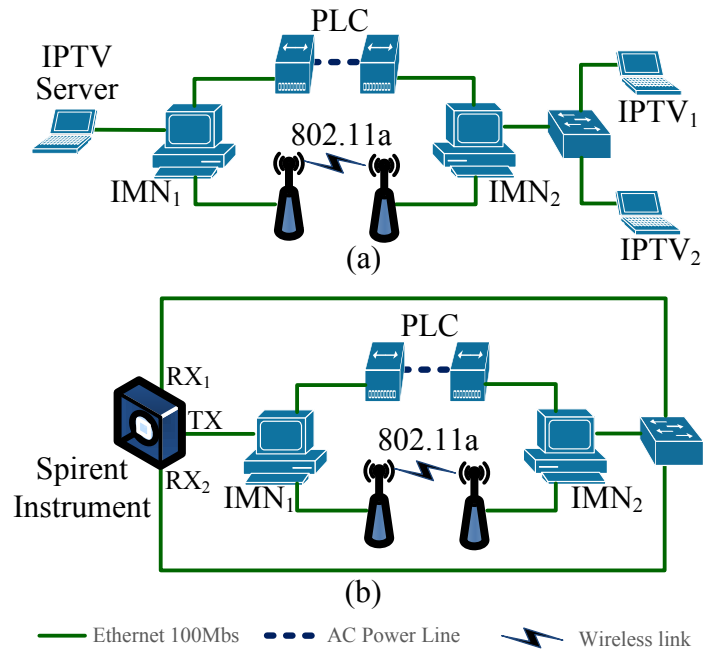 PLC
IPTV
Server
802.11a
IMN₁
IMN₂
IPTV₁
IPTV₂
(a)
PLC
RX₁
TX
802.11a
Spirent
Instrument
RX₂
IMN₁
IMN₂
(b)
Ethernet 100Mbs
AC Power Line
Wireless link